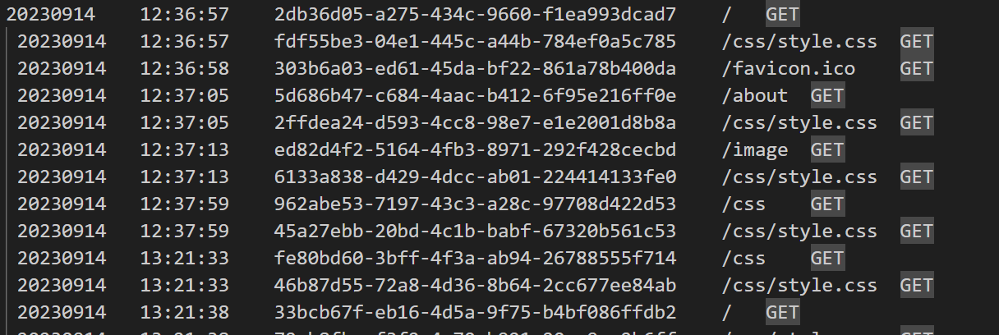 20230914 12:36:57 2db36d05-a275-434c-9660-f1ea993dcad7 / GET
20230914 12:36:57 fdf55be3-04e1-445c-a44b-784ef0a5c785 /css/style.css GET
20230914 12:36:58 303b6a03-ed61-45da-bf22-861a78b400da /favicon.ico GET
20230914 12:37:05 5d686b47-c684-4aac-b412-6f95e216ff0e /about GET
20230914 12:37:05 2ffdea24-d593-4cc8-98e7-e1e2001d8b8a /css/style.css GET
20230914 12:37:13 ed82d4f2-5164-4fb3-8971-292f428cecbd /image GET
20230914 12:37:13 6133a838-d429-4dcc-ab01-224414133fe0 /css/style.css GET
20230914 12:37:59 962abe53-7197-43c3-a28c-97708d422d53 /css GET
20230914 12:37:59 45a27ebb-20bd-4c1b-babf-67320b561c53 /css/style.css GET
20230914 13:21:33 fe80bd60-3bff-4f3a-ab94-26788555f714 /css GET
20230914 13:21:33 46b87d55-72a8-4d36-8b64-2cc677ee84ab /css/style.css GET
20230914 13:21:38 33bcb67f-eb16-4d5a-9f75-b4bf086ffdb2 / GET